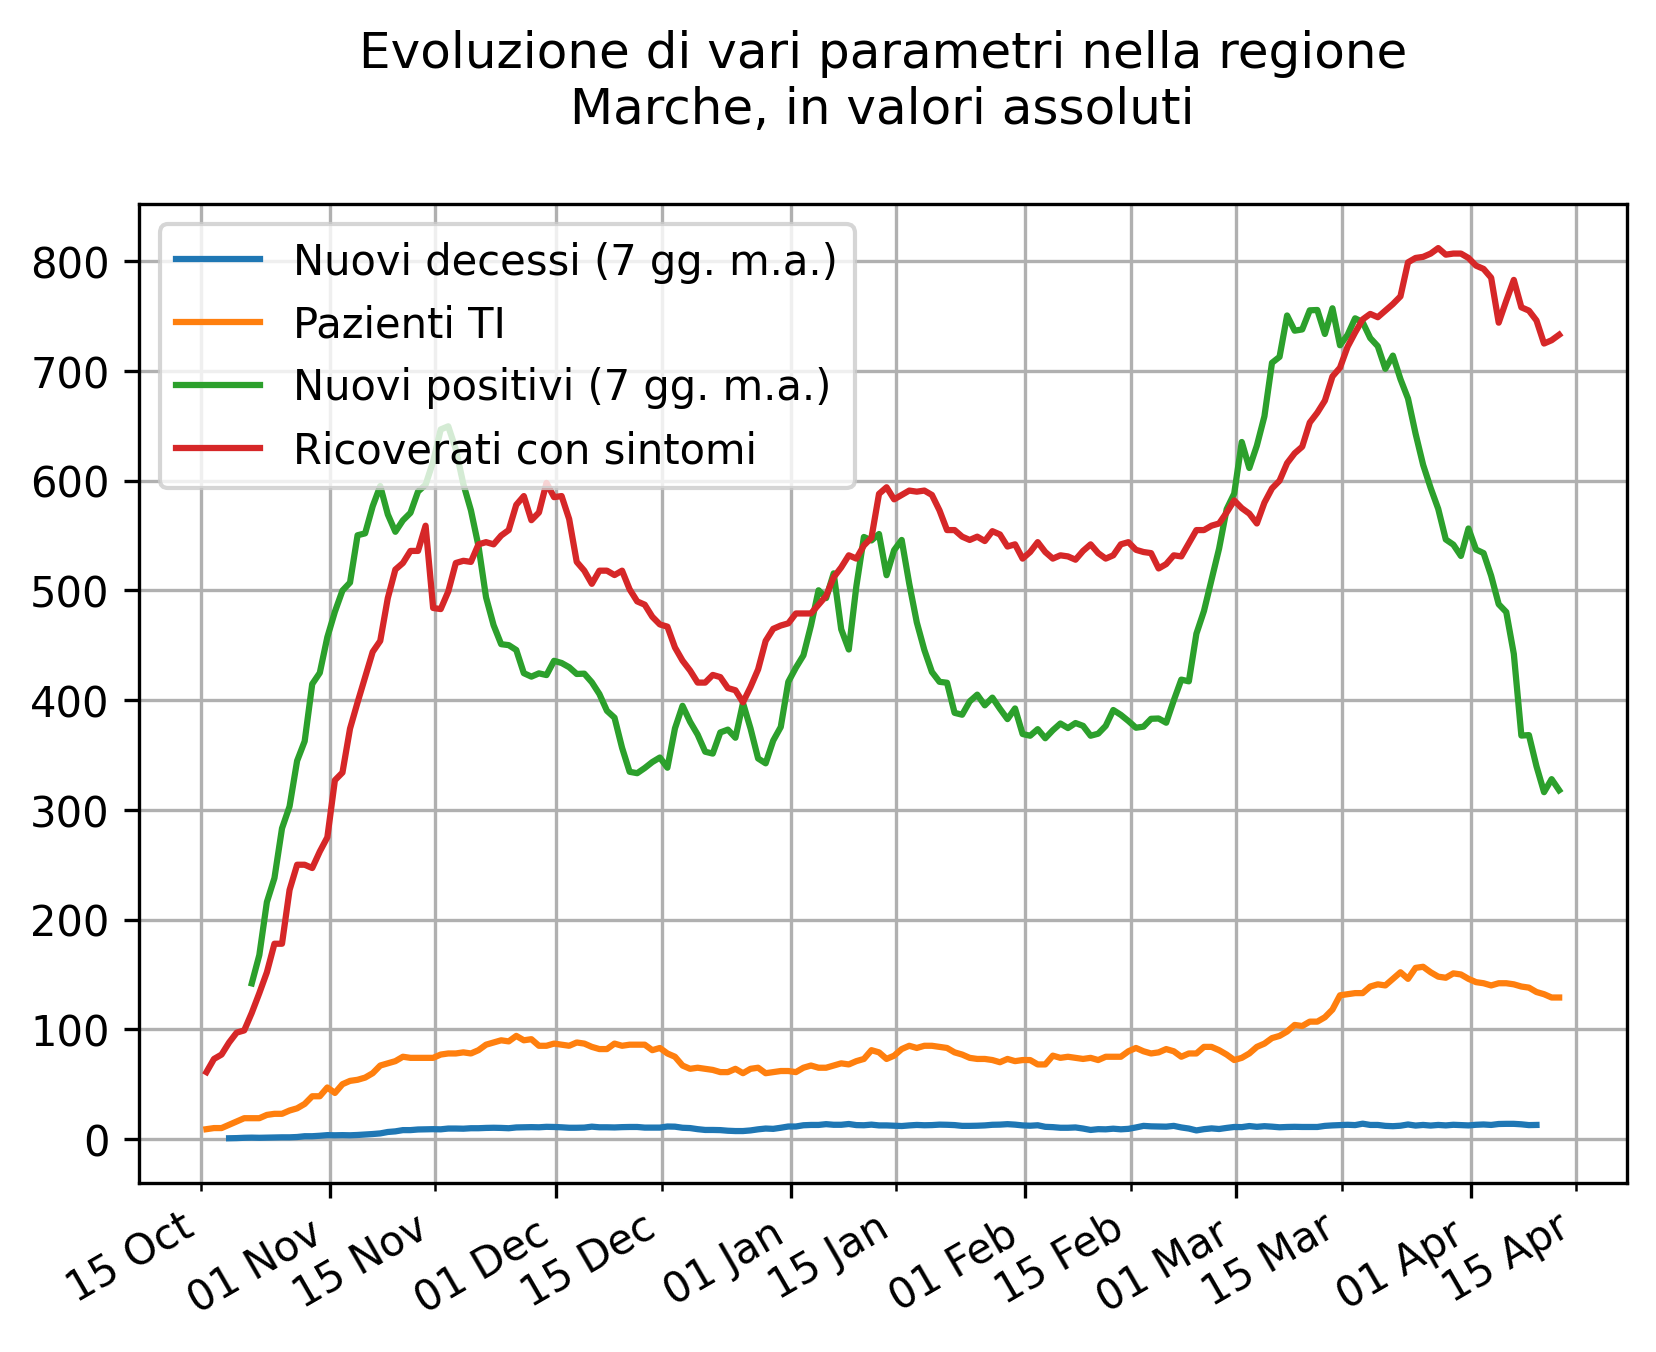 Evoluzione di vari parametri nella regione
Marche, in valori assoluti
Nuovi decessi (7 gg. m.a.)
Pazienti TI
Nuovi positivi (7 gg. m.a.)
Ricoverati con sintomi
800
700
600
500
400
300
200
100
0
15 Oct
01 Nov
15 Nov
01 Dec
15 Dec
01 Jan
15 Jan
01 Feb
15 Feb
01 Mar
15 Mar
01 Apr
15 Apr